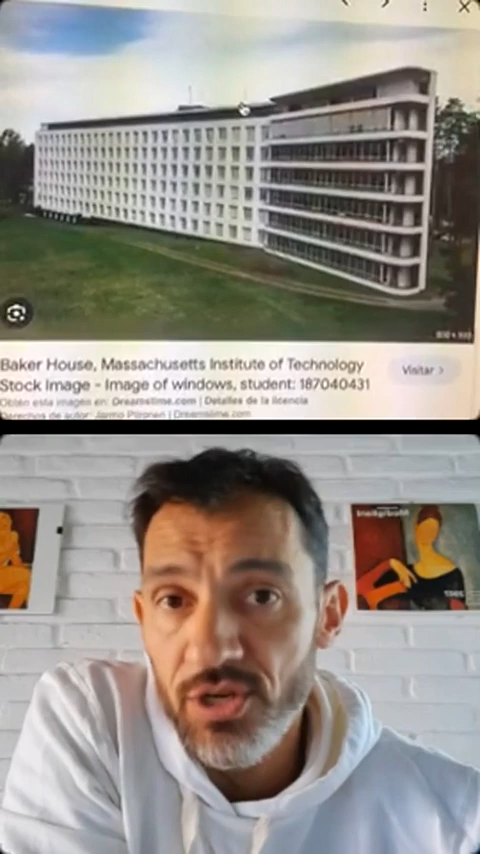 Baker House, Massachusetts Institute of Technology
Stock Image - Image of windows, student: 187040431
Visitar >
Obtén esta imagen en: Dreamstime.com | Detalles de la licencia
Derechos de autor: Jarmo Piironen | Dreamstime.com